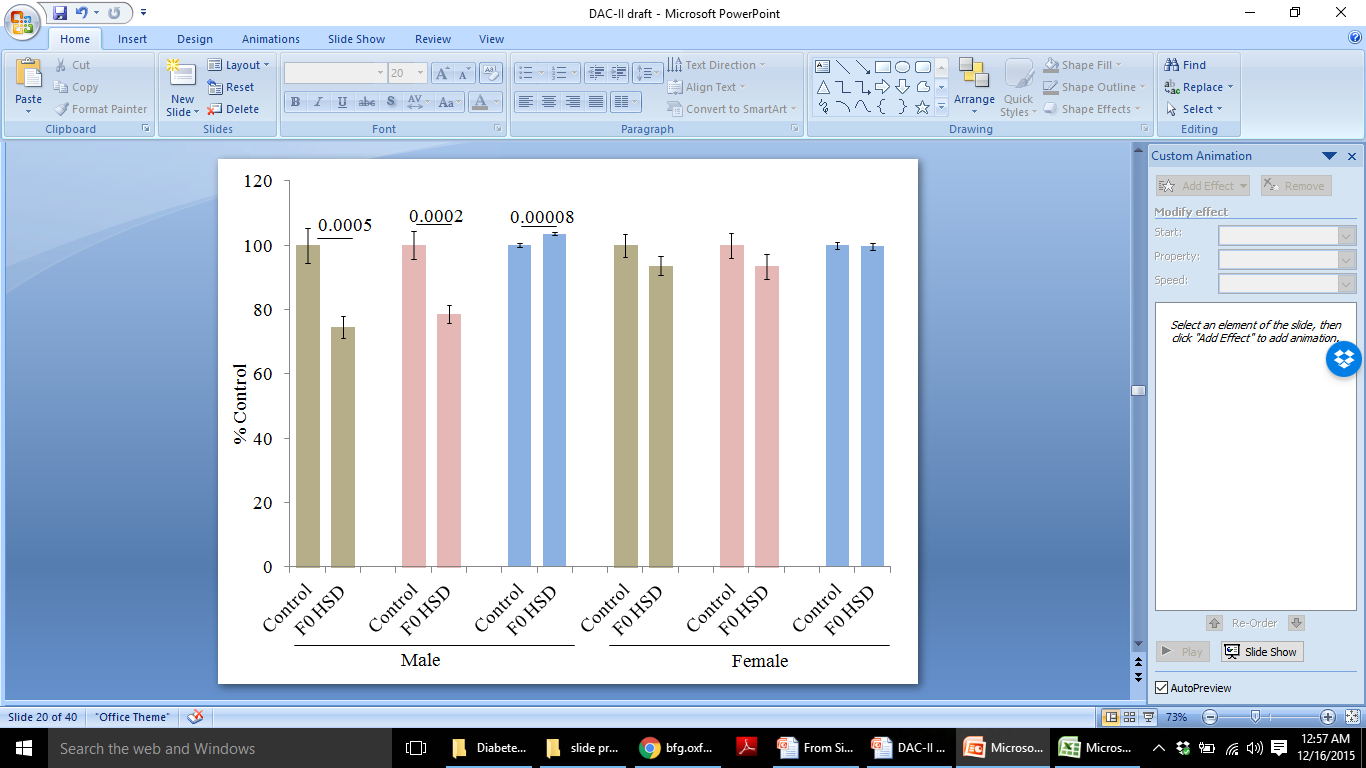 DAC-II draft - Microsoft PowerPoint
Home Insert Design Animations Slide Show Review View
Paste
Cut
Copy
Format Painter
Clipboard
New Slide
Layout
Reset
Delete
Slides
20
B I U abc S AV Aa A
Font
Text Direction
Align Text
Convert to SmartArt
Paragraph
Arrange
Quick Styles
Shape Fill
Shape Outline
Shape Effects
Drawing
Find
Replace
Select
Editing
120
100
80
60
40
20
0
% Control
0.0005
0.0002
0.00008
Control F0 HSD Control F0 HSD Control F0 HSD Control F0 HSD Control F0 HSD Control F0 HSD
Male Female
Custom Animation
Add Effect Remove
Modify effect
Start:
Property:
Speed:
Select an element of the slide, then
click "Add Effect" to add animation.
Re-Order
Play Slide Show
AutoPreview
Slide 20 of 40 "Office Theme" 73%
Search the web and Windows
Diabete... slide pr... bfg.oxf... From Si... DAC-II ... Microso... Micros...
12:57 AM
12/16/2015